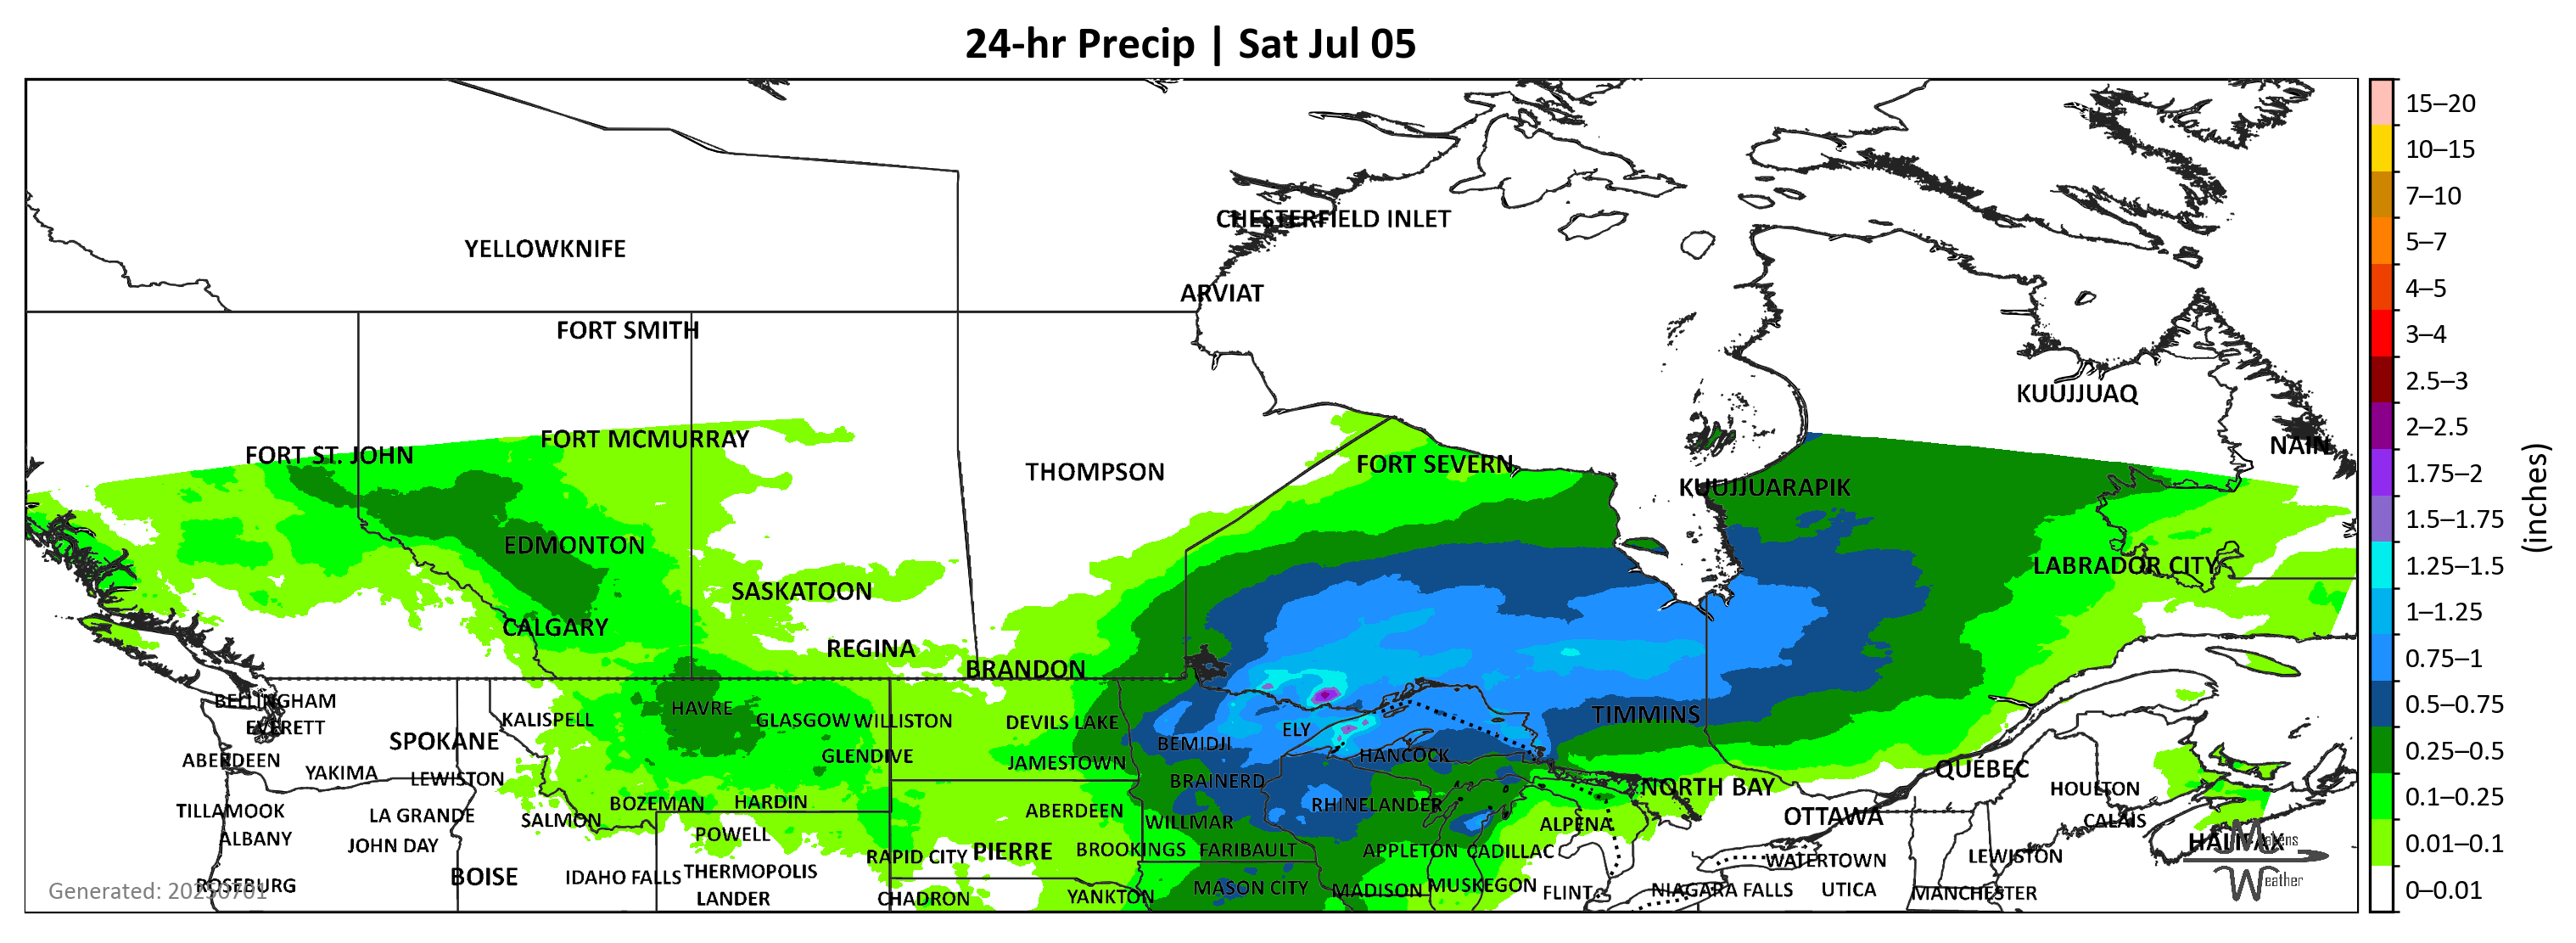 24-hr Precip | Sat Jul 05
CHESTERFIELD INLET
YELLOWKNIFE
ARVIAT
FORT SMITH
KUUJJUAQ
FORT MCMURRAY
NAIN
FORT ST. JOHN
FORT SEVERN
THOMPSON
KUUJJUARAPIK
EDMONTON
LABRADOR CITY
SASKATOON
CALGARY
REGINA
BRANDON
BELLINGHAM
HAVRE
TIMMINS
KALISPELL
GLASGOW WILLISTON
DEVILS LAKE
EVERETT
ELY
SPOKANE
BEMIDJI
ABERDEEN
GLENDIVE
HANCOCK
JAMESTOWN
QUÉBEC
YAKIMA
LEWISTON
BRAINERD
NORTH BAY
HOULTON
BOZEMAN
HARDIN
RHINELANDER
TILLAMOOK
LA GRANDE
SALMON
ABERDEEN
WILLMAR
ALPENA
OTTAWA
CALAIS
ALBANY
JOHN DAY
POWELL
HALIFAX
RAPID CITY
PIERRE
BROOKINGS
FARIBAULT
APPLETON
CADILLAC
WATERTOWN
LEWISTON
BOISE
IDAHO FALLS
THERMOPOLIS
ROSEBURG
MASON CITY
MADISON
MUSKEGON
FLINT
NIAGARA FALLS
UTICA
MANCHESTER
LANDER
CHADRON
YANKTON
Generated: 20250701
Makens
Weather
15–20
10–15
7–10
5–7
4–5
3–4
2.5–3
2–2.5
1.75–2
1.5–1.75
1.25–1.5
1–1.25
0.75–1
0.5–0.75
0.25–0.5
0.1–0.25
0.01–0.1
0–0.01
(inches)